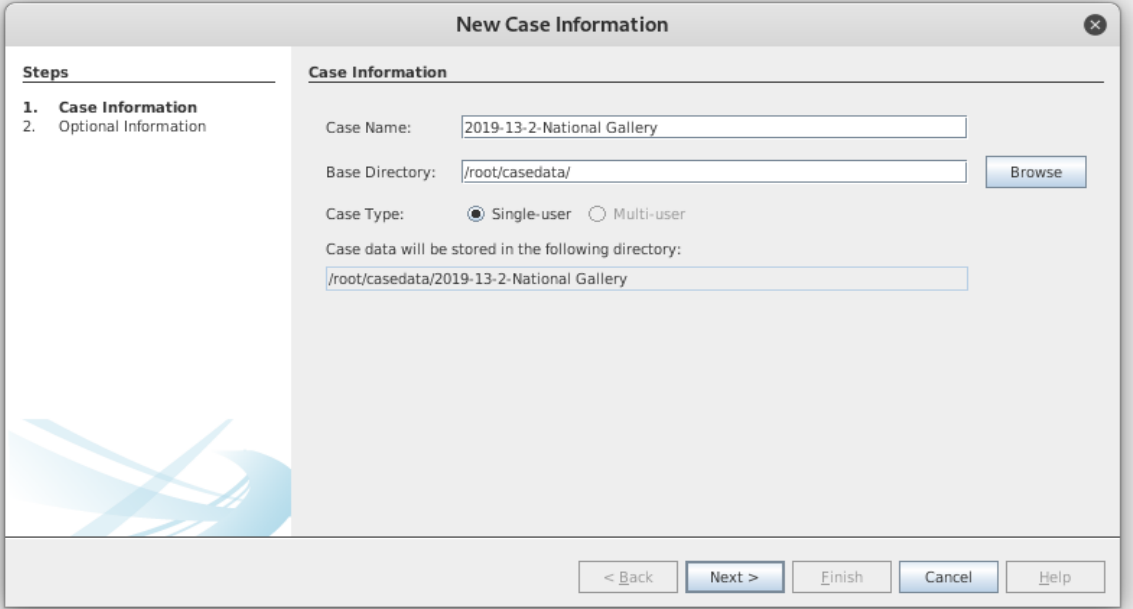 New Case Information
Steps
1. Case Information
2. Optional Information
Case Information
Case Name: 2019-13-2-National Gallery
Base Directory: /root/casedata/ Browse
Case Type: Single-user Multi-user
Case data will be stored in the following directory:
/root/casedata/2019-13-2-National Gallery
< Back Next > Finish Cancel Help